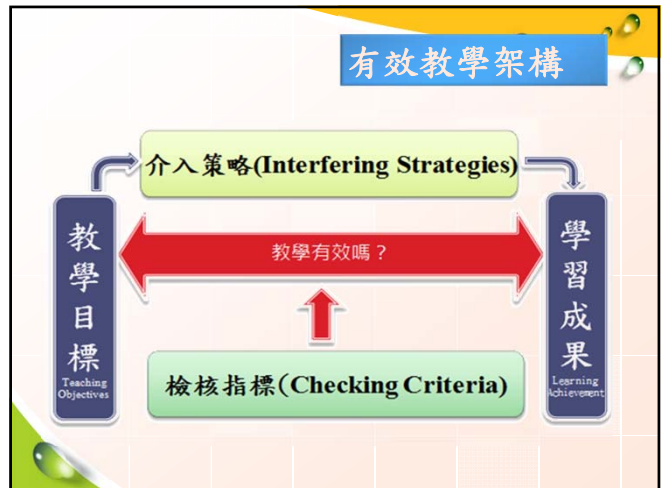 有效教學架構
介入策略(Interfering Strategies)
教學目標
Teaching
Objectives
教學有效嗎？
學習成果
Learning
Achievement
檢核指標(Checking Criteria)